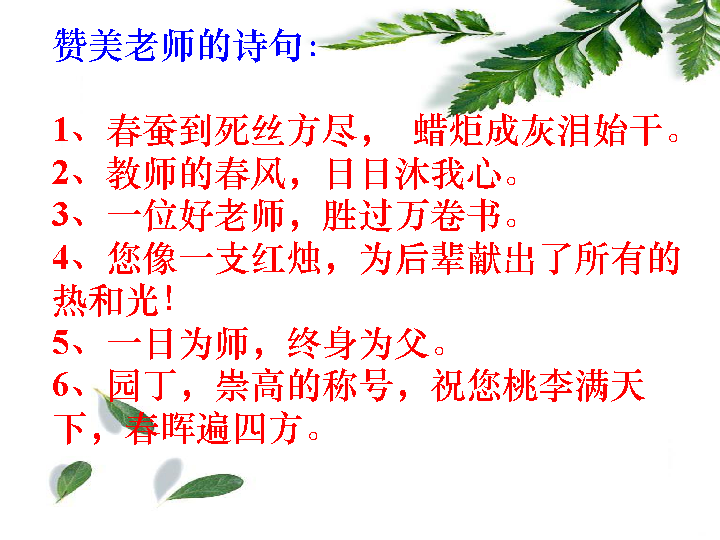 赞美老师的诗句:
1、春蚕到死丝方尽， 蜡炬成灰泪始干。
2、教师的春风，日日沐我心。
3、一位好老师，胜过万卷书。
4、您像一支红烛，为后辈献出了所有的
热和光！
5、一日为师，终身为父。
6、园丁，崇高的称号，祝您桃李满天
下，春晖遍四方。